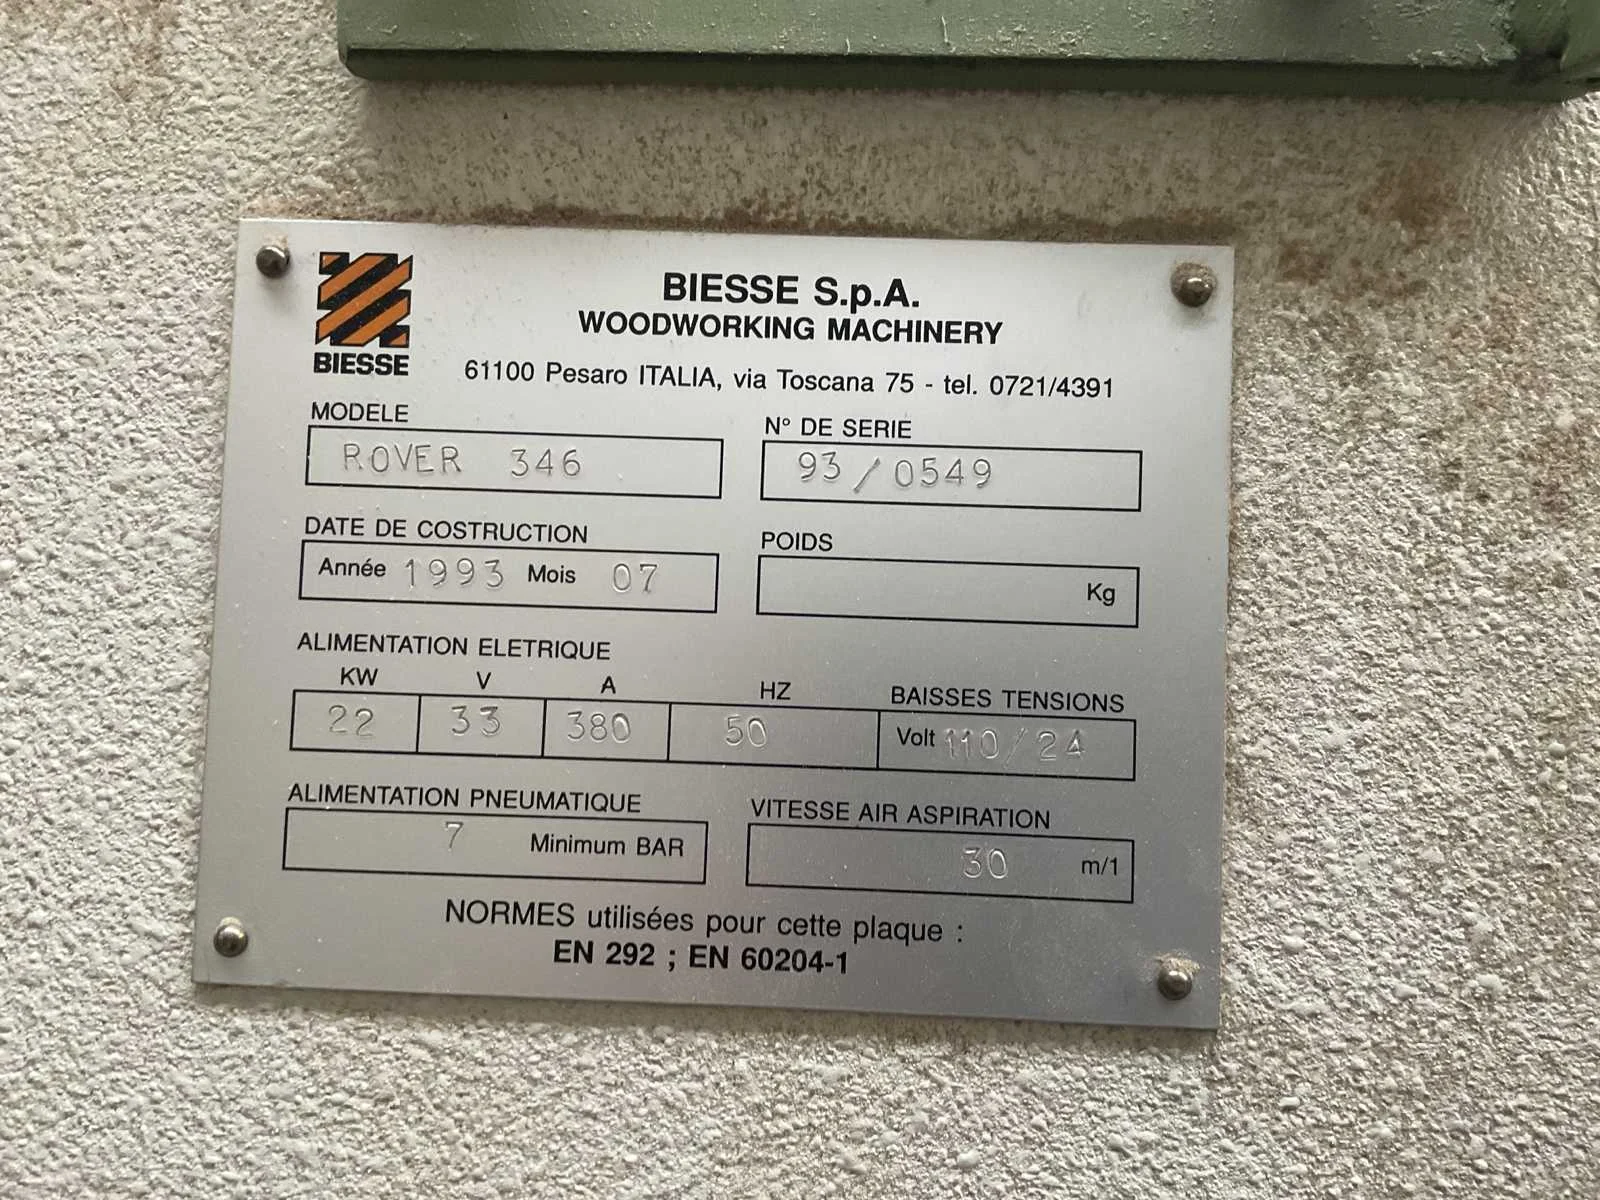 BIESSE
BIESSE S.p.A.
WOODWORKING MACHINERY
61100 Pesaro ITALIA, via Toscana 75 - tel. 0721/4391
MODELE N° DE SERIE
ROVER 346 93/0549
DATE DE COSTRUCTION POIDS
Année 1993 Mois 07 Kg
ALIMENTATION ELETRIQUE
KW V A HZ BAISSES TENSIONS
22 33 380 50 Volt 110/24
ALIMENTATION PNEUMATIQUE VITESSE AIR ASPIRATION
7 Minimum BAR 30 m/1
NORMES utilisées pour cette plaque :
EN 292 ; EN 60204-1